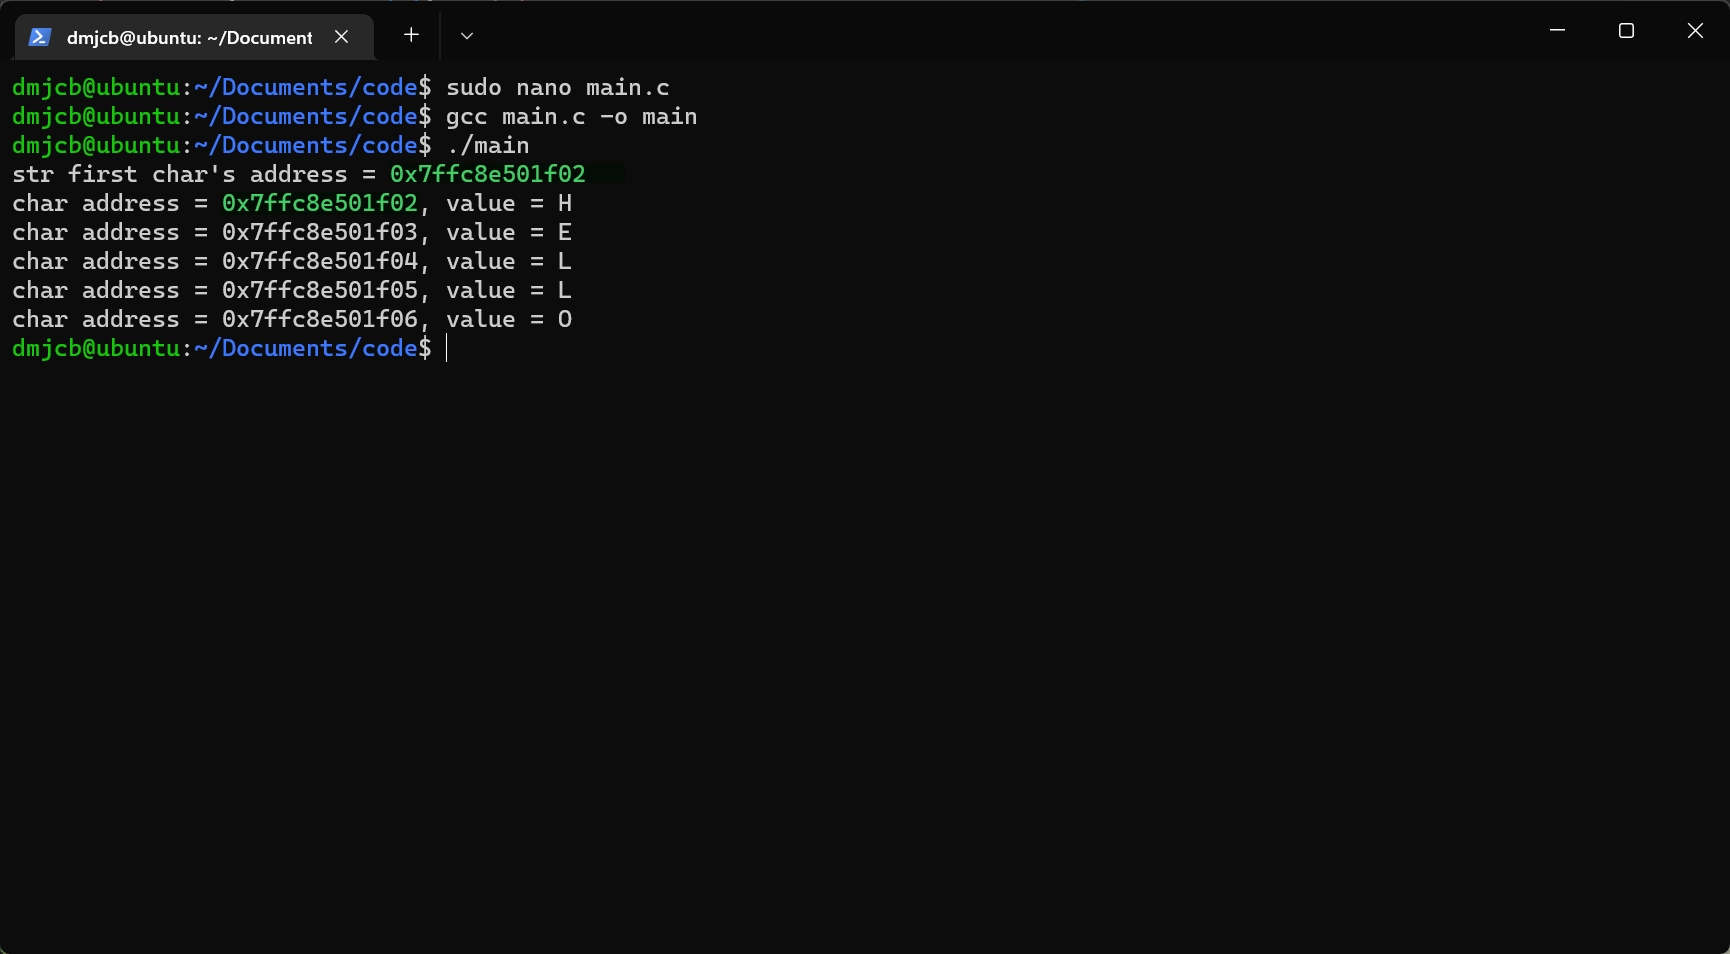 dmjcb@ubuntu: ~/Document
dmjcb@ubuntu:~/Documents/code$ sudo nano main.c
dmjcb@ubuntu:~/Documents/code$ gcc main.c -o main
dmjcb@ubuntu:~/Documents/code$ ./main
str first char's address = 0x7ffc8e501f02
char address = 0x7ffc8e501f02, value = H
char address = 0x7ffc8e501f03, value = E
char address = 0x7ffc8e501f04, value = L
char address = 0x7ffc8e501f05, value = L
char address = 0x7ffc8e501f06, value = O
dmjcb@ubuntu:~/Documents/code$